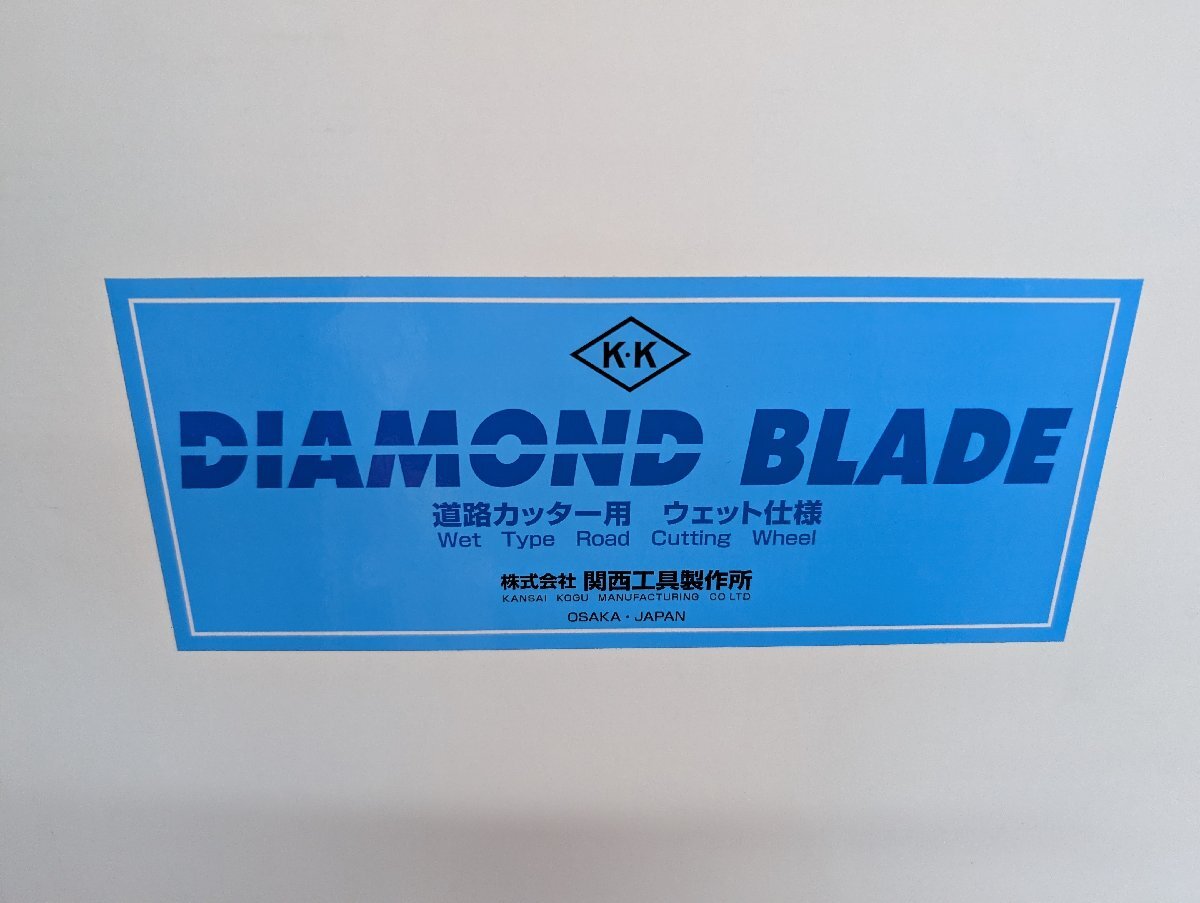 K·K
DIAMOND BLADE
道路カッター用 ウェット仕様
Wet Type Road Cutting Wheel
株式会社 関西工具製作所
KANSAI KOGU MANUFACTURING CO LTD
OSAKA・JAPAN